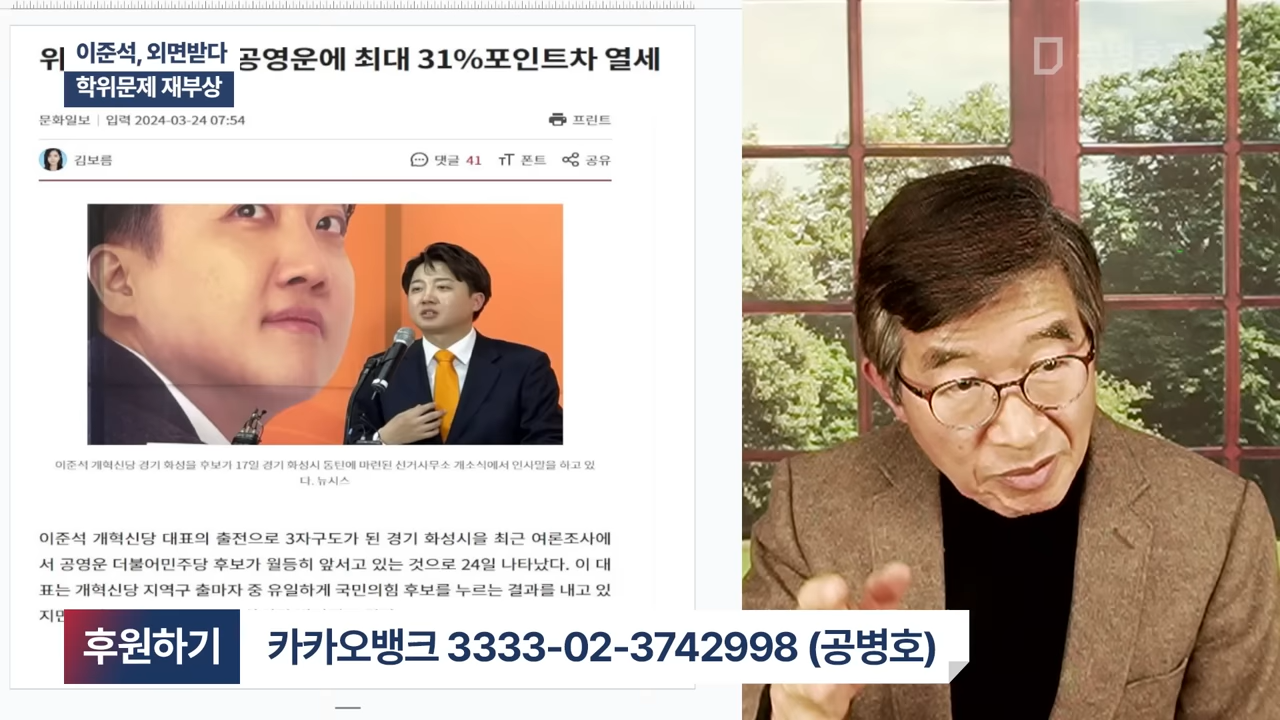 이준석, 외면받다
학위문제 재부상
위
공영운에 최대 31%포인트차 열세
문화일보 | 입력 2024-03-24 07:54
프린트
김보름
댓글 41 폰트 공유
이준석 개혁신당 경기 화성을 후보가 17일 경기 화성시 동탄에 마련된 선거사무소 개소식에서 인사말을 하고 있
다. 뉴시스
이준석 개혁신당 대표의 출전으로 3자구도가 된 경기 화성시을 최근 여론조사에
서 공영운 더불어민주당 후보가 월등히 앞서고 있는 것으로 24일 나타났다. 이 대
표는 개혁신당 지역구 출마자 중 유일하게 국민의힘 후보를 누르는 결과를 내고 있
후원하기
카카오뱅크 3333-02-3742998 (공병호)